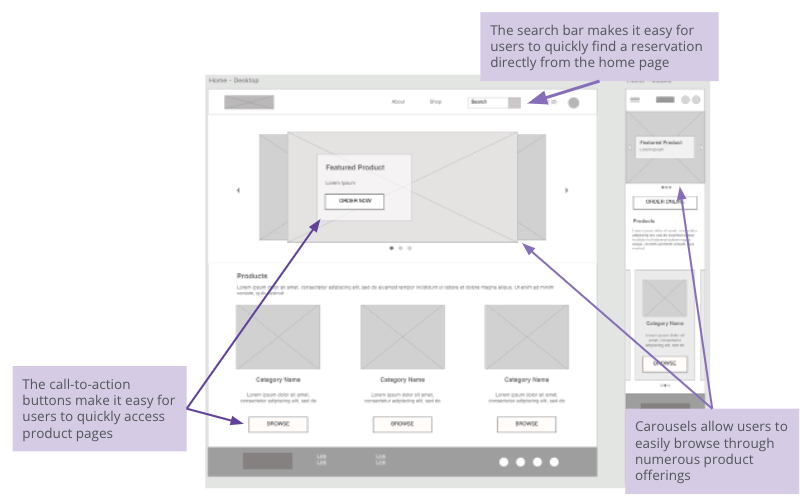 The search bar makes it easy for
users to quickly find a reservation
directly from the home page
Home - Desktop
About Shop Search
Featured Product
Lorem Ipsum
ORDER NOW
Products
Lorem ipsum dolor sit amet, consectetur adipiscing elit, sed do eiusmod tempor incididunt ut labore et dolore magna aliqua. Ut enim ad minim
veniam, quis nostrud
Category Name
Lorem ipsum dolor sit amet,
consectetur adipiscing elit, sed do
BROWSE
Category Name
Lorem ipsum dolor sit amet,
consectetur adipiscing elit, sed do
BROWSE
Category Name
Lorem ipsum dolor sit amet,
consectetur adipiscing elit, sed do
BROWSE
Link Link
Link Link
Featured Product
Lorem Ipsum
ORDER ONLINE
Products
Category Name
Lorem ipsum dolor sit amet,
BROWSE
The call-to-action
buttons make it easy for
users to quickly access
product pages
Carousels allow users to
easily browse through
numerous product
offerings